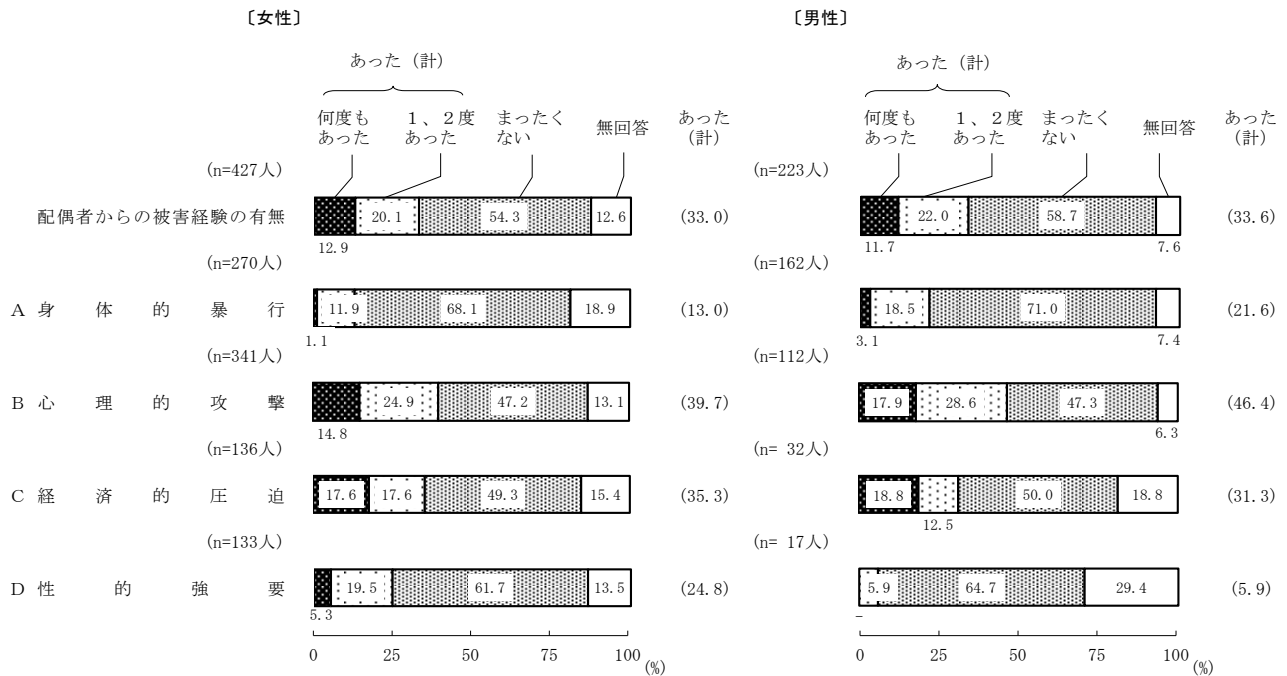 〔女性〕 〔男性〕
あった（計） あった（計）
何度も １、２度 まったく あった 何度も １、２度 まったく あった
あった あった ない 無回答 （計） あった あった ない 無回答 （計）
(n=427人) (n=223人)
配偶者からの被害経験の有無 20.1 54.3 12.6 (33.0) 22.0 58.7 (33.6)
12.9 11.7 7.6
(n=270人) (n=162人)
A 身体的暴行 11.9 68.1 18.9 (13.0) 18.5 71.0 (21.6)
1.1 3.1 7.4
(n=341人) (n=112人)
B 心理的攻撃 24.9 47.2 13.1 (39.7) 17.9 28.6 47.3 (46.4)
14.8 6.3
(n=136人) (n= 32人)
C 経済的圧迫 17.6 17.6 49.3 15.4 (35.3) 18.8 50.0 18.8 (31.3)
12.5
(n=133人) (n= 17人)
D 性的強要 19.5 61.7 13.5 (24.8) 5.9 64.7 29.4 (5.9)
5.3 –
0 25 50 75 100 0 25 50 75 100
(%) (%)